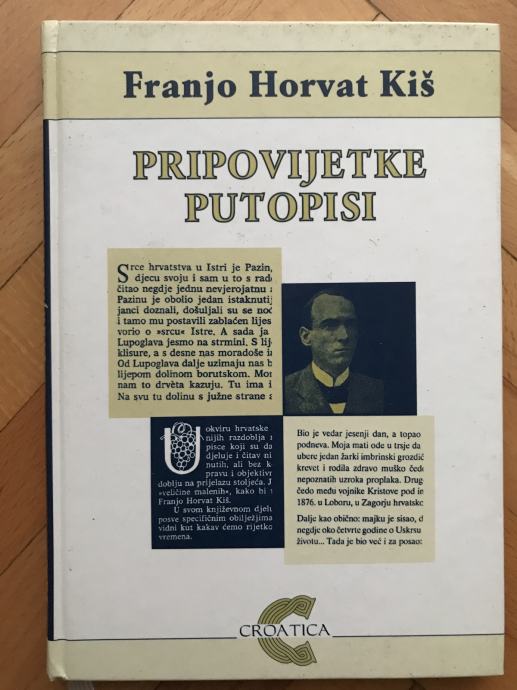 Franjo Horvat Kiš
PRIPOVIJETKE
PUTOPISI
Srce hrvatstva u Istri je Pazin,
djecu svoju i sam u to s rad
čitao negdje jednu nevjerojatnu
Pazinu je obolio jedan istaknuti
janci doznali, došuljali su se no
i tamo mu postavili zablaćen lijes
vorio o »srcu« Istre. A sada ja
Lupoglava jesmo na strmini. S lij
klisure, a s desne nas moradoše i
Od Lupoglava dalje uzimaju nas b
lijepom dolinom borutskom. Mo
nam to drvěta kazuju. Tu ima i
Na svu tu dolinu s južne strane
U okviru hrvatske
nijih razdoblja
pisce koji su da
djeluje i čitav ni
nutih, ali bez k
pravu i objektiv
doblju na prijelazu stoljeća. J
»veličine malenih«, kako bi
Franjo Horvat Kiš.
U svom književnom djelu
posve specifičnim obilježjima
vidni kut kakav ćemo rijetko
vremena.
Bio je vedar jesenji dan, a topao
podneva. Moja mati ode u trsje da
ubere jedan žarki imbrinski grozdić
krevet i rodila zdravo muško čed
nepoznatih uzroka proplaka. Drug
čedo među vojnike Kristove pod i
1876. u Loboru, u Zagorju hrvatsko
Dalje kao obično: majku je sisao, d
negdje oko četvrte godine o Uskrsu
životu... Tada je bio već i za posao:
CROATICA